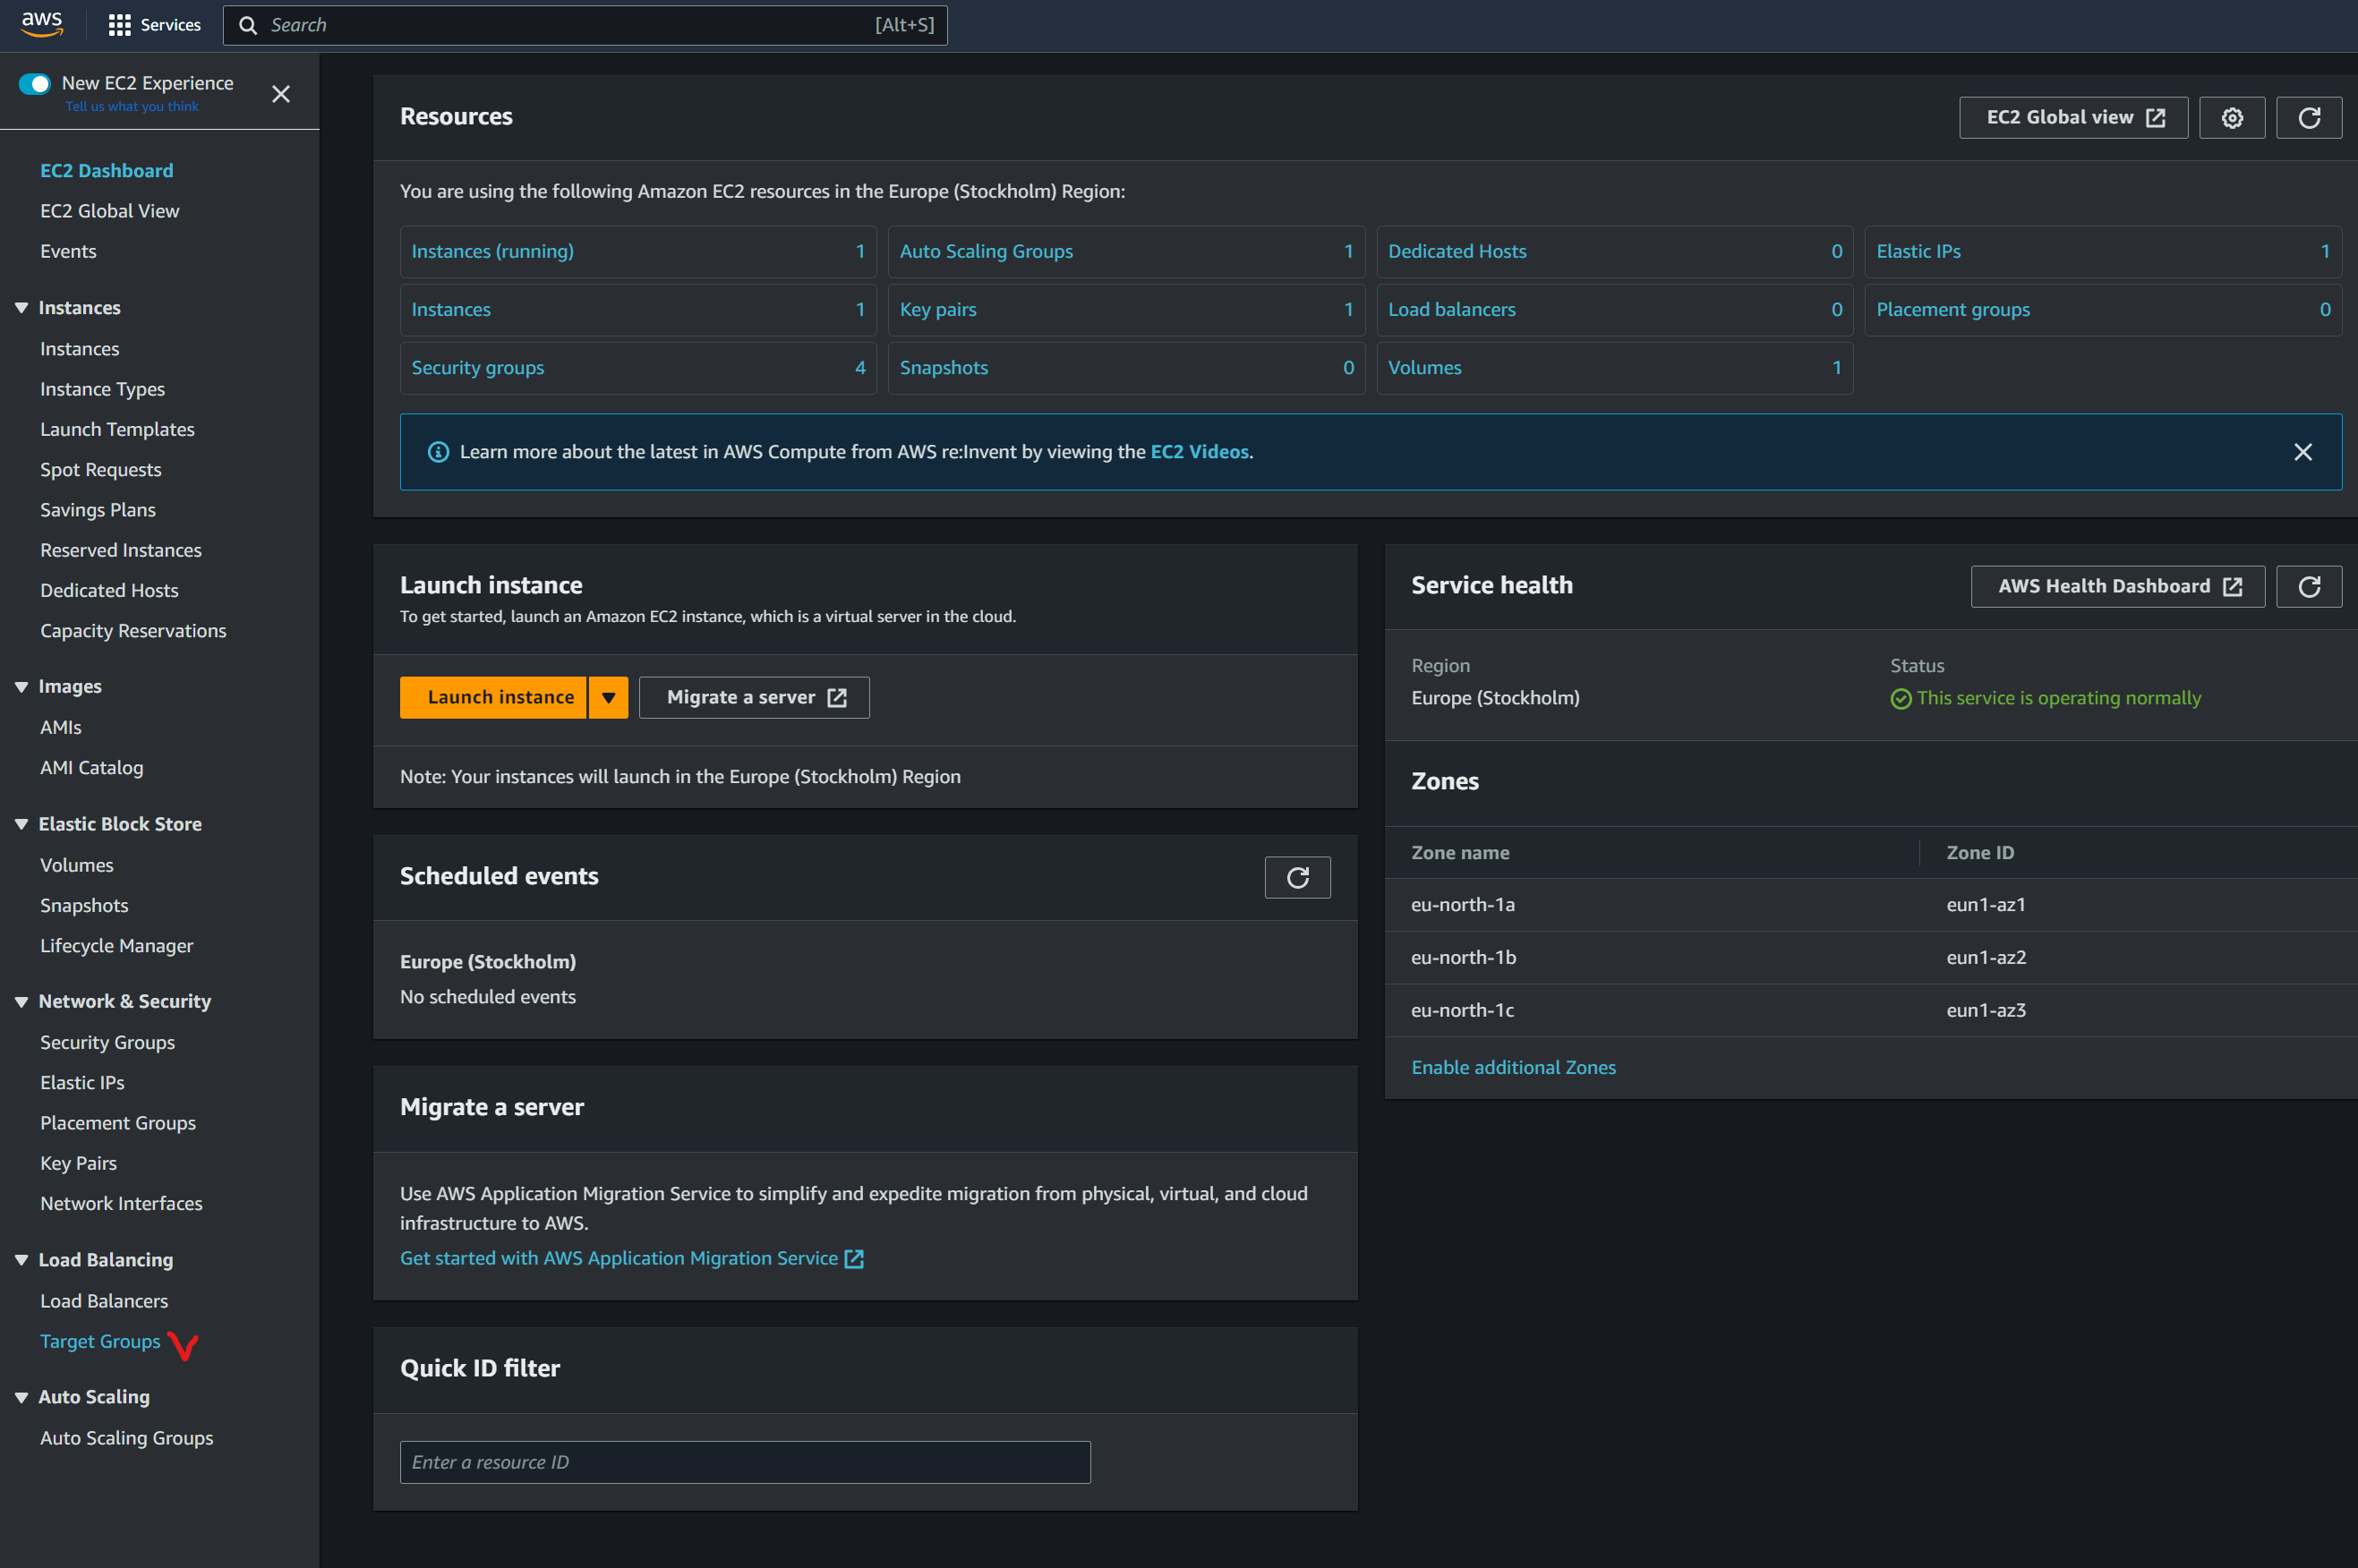 aws
Services
Search
[Alt+S]
New EC2 Experience
Tell us what you think
EC2 Dashboard
EC2 Global View
Events
Instances
Instances
Instance Types
Launch Templates
Spot Requests
Savings Plans
Reserved Instances
Dedicated Hosts
Capacity Reservations
Images
AMIs
AMI Catalog
Elastic Block Store
Volumes
Snapshots
Lifecycle Manager
Network & Security
Security Groups
Elastic IPs
Placement Groups
Key Pairs
Network Interfaces
Load Balancing
Load Balancers
Target Groups
Auto Scaling
Auto Scaling Groups
Resources
EC2 Global view
You are using the following Amazon EC2 resources in the Europe (Stockholm) Region:
Instances (running) 1
Auto Scaling Groups 1
Dedicated Hosts 0
Elastic IPs 1
Instances 1
Key pairs 1
Load balancers 0
Placement groups 0
Security groups 4
Snapshots 0
Volumes 1
Learn more about the latest in AWS Compute from AWS re:Invent by viewing the EC2 Videos.
Launch instance
To get started, launch an Amazon EC2 instance, which is a virtual server in the cloud.
Launch instance
Migrate a server
Note: Your instances will launch in the Europe (Stockholm) Region
Scheduled events
Europe (Stockholm)
No scheduled events
Migrate a server
Use AWS Application Migration Service to simplify and expedite migration from physical, virtual, and cloud
infrastructure to AWS.
Get started with AWS Application Migration Service
Quick ID filter
Enter a resource ID
Service health
AWS Health Dashboard
Region
Europe (Stockholm)
Status
This service is operating normally
Zones
Zone name
Zone ID
eu-north-1a
eun1-az1
eu-north-1b
eun1-az2
eu-north-1c
eun1-az3
Enable additional Zones